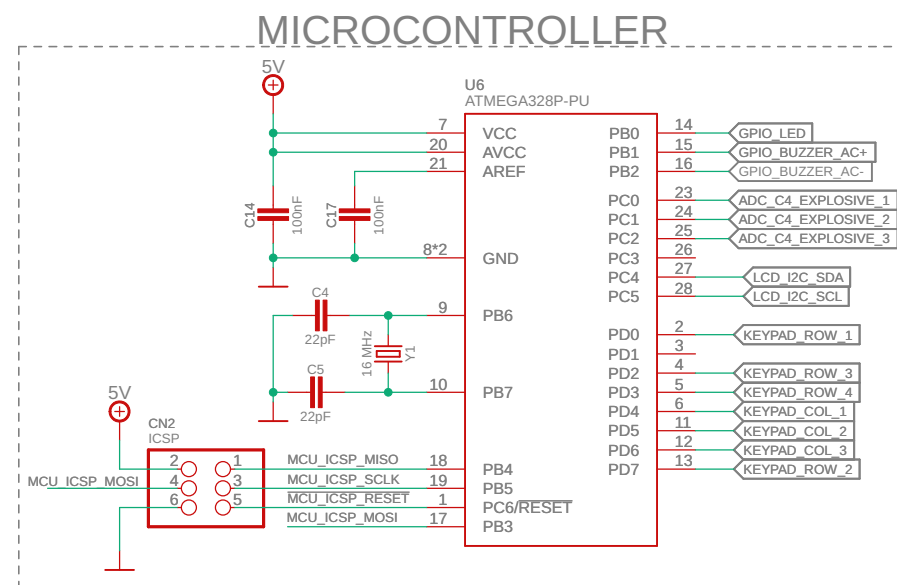 MICROCONTROLLER
5V
U6
ATMEGA328P-PU
7 VCC PB0 14 GPIO_LED
20 AVCC PB1 15 GPIO_BUZZER_AC+
21 AREF PB2 16 GPIO_BUZZER_AC-
C14 100nF C17 100nF
PC0 23 ADC_C4_EXPLOSIVE_1
PC1 24 ADC_C4_EXPLOSIVE_2
PC2 25 ADC_C4_EXPLOSIVE_3
8*2 GND PC3 26
PC4 27 LCD_I2C_SDA
PC5 28 LCD_I2C_SCL
C4
22pF
9 PB6
PD0 2 KEYPAD_ROW_1
16 MHz Y1
PD1 3
PD2 4 KEYPAD_ROW_3
C5
22pF
10 PB7 PD3 5 KEYPAD_ROW_4
PD4 6 KEYPAD_COL_1
PD5 11 KEYPAD_COL_2
PD6 12 KEYPAD_COL_3
PD7 13 KEYPAD_ROW_2
5V
CN2
ICSP
2 1 MCU_ICSP_MISO 18 PB4
MCU_ICSP_MOSI 4 3 MCU_ICSP_SCLK 19 PB5
6 5 MCU_ICSP_RESET 1 PC6/RESET
MCU_ICSP_MOSI 17 PB3